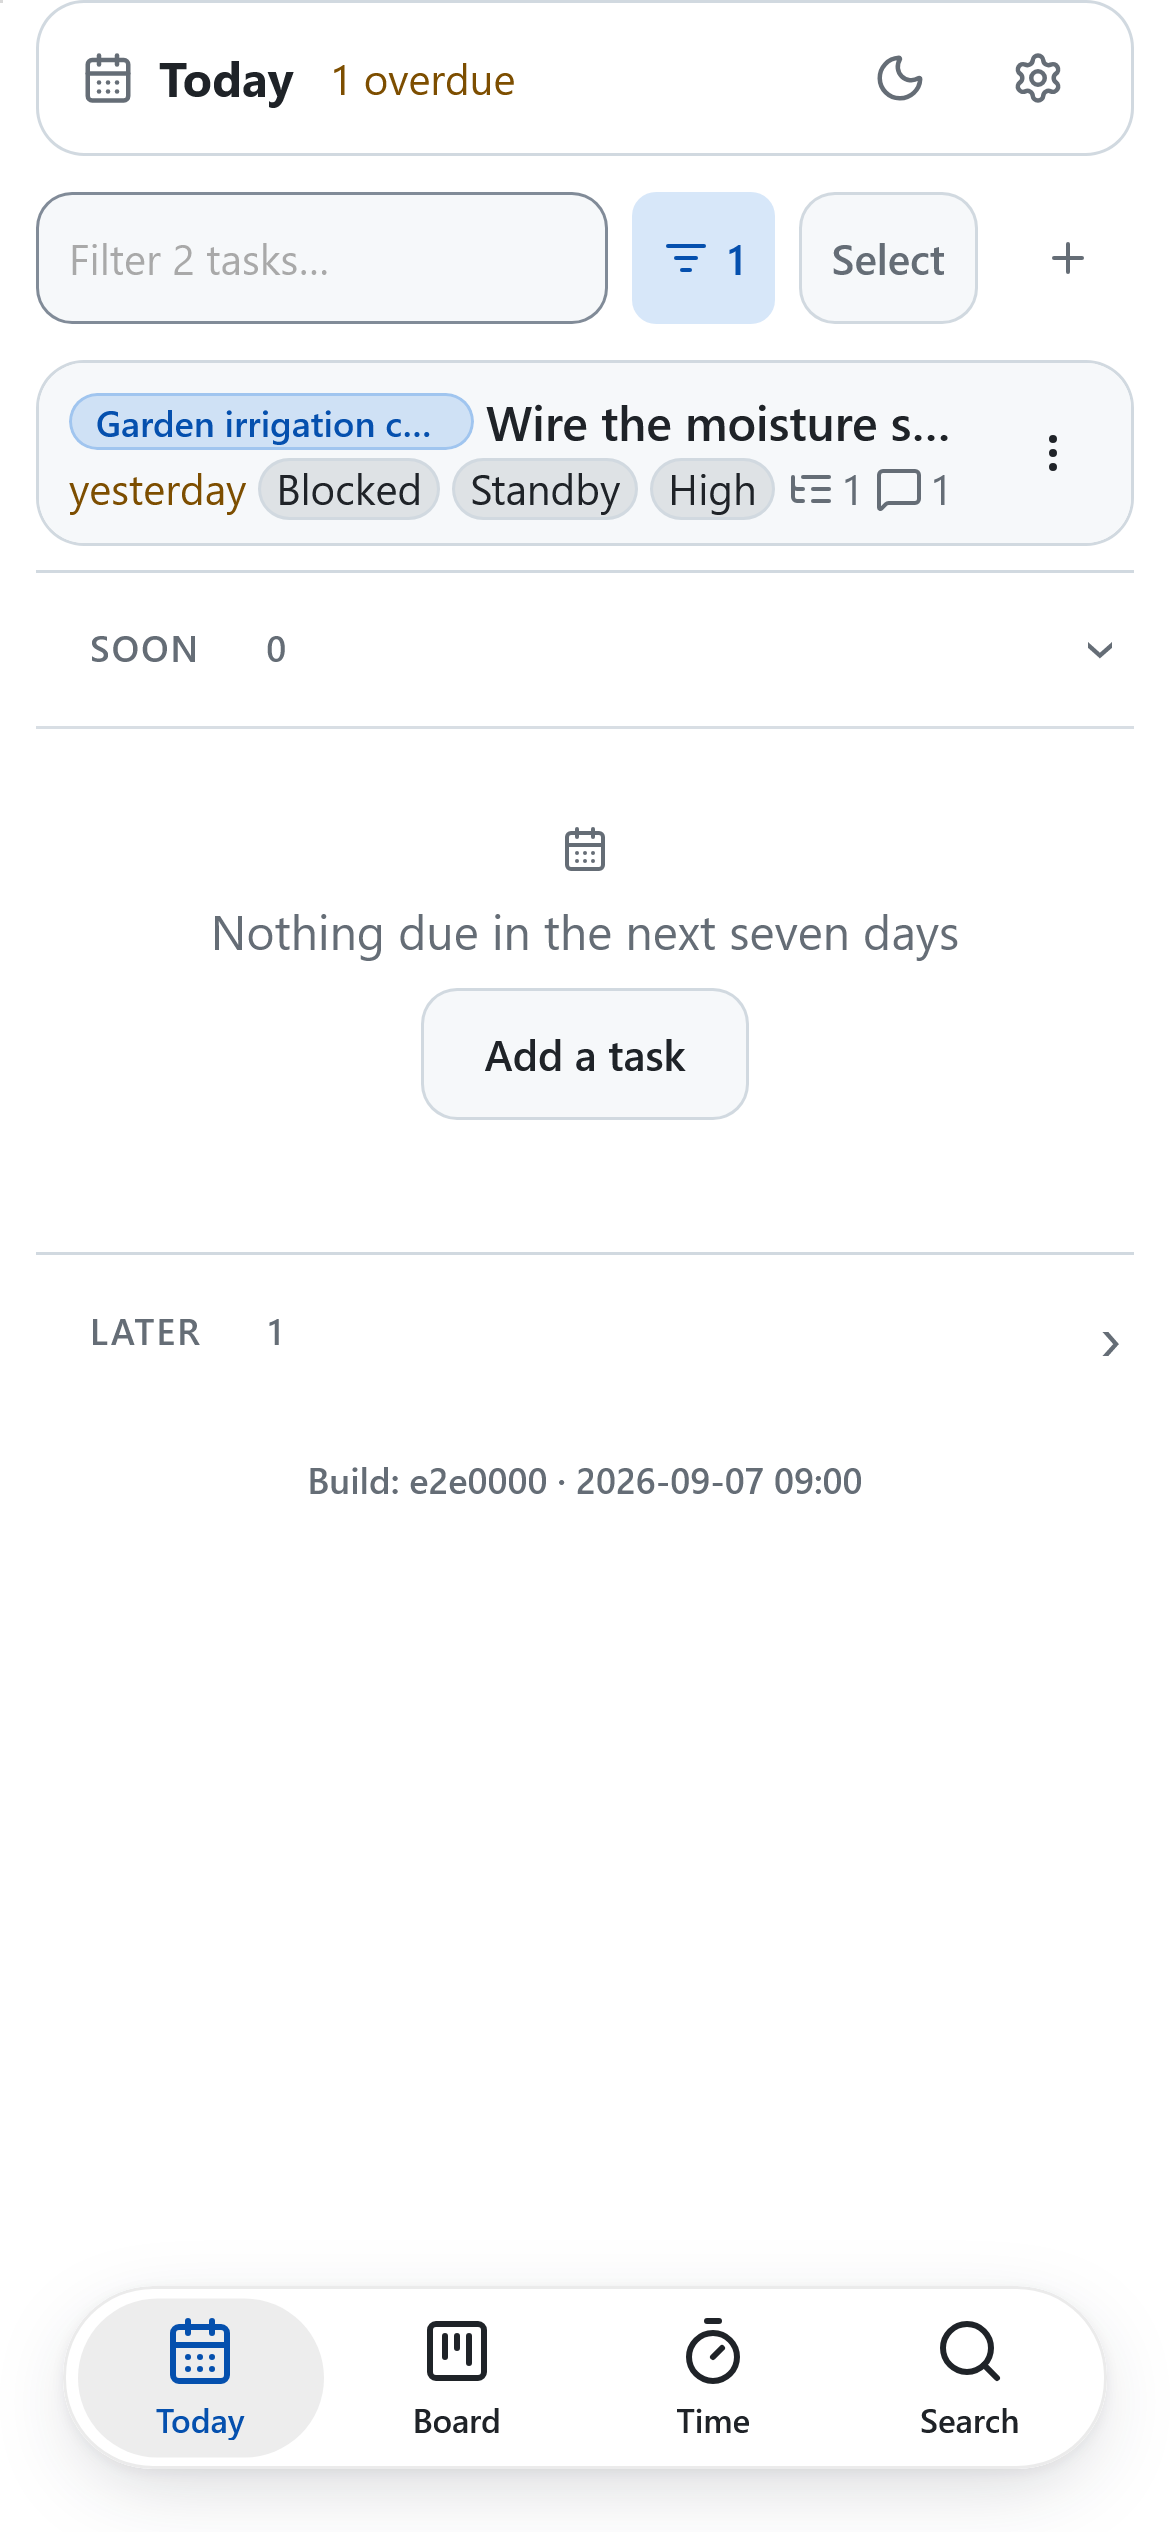 Today 1 overdue
Filter 2 tasks...
1
Select
Garden irrigation c... Wire the moisture s...
yesterday Blocked Standby High 1 1
SOON 0
Nothing due in the next seven days
Add a task
LATER 1
Build: e2e0000 · 2026-09-07 09:00
Today Board Time Search